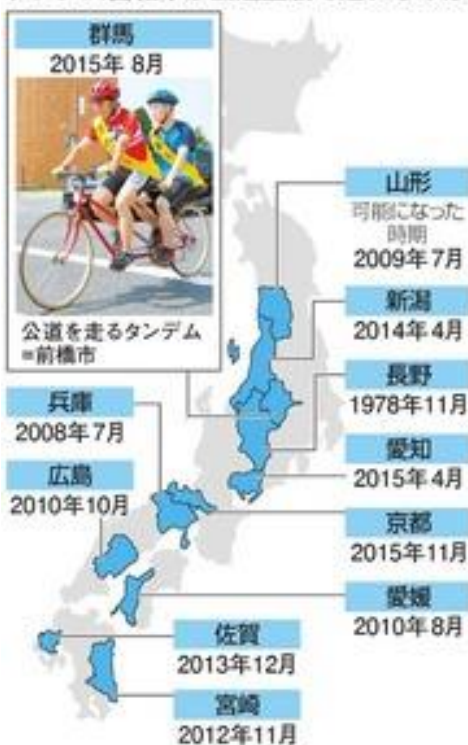 群馬
2015年 8月
公道を走るタンデム
=前橋市
山形
可能になった
時期
2009年 7月
新潟
2014年 4月
長野
1978年11月
愛知
2015年 4月
京都
2015年11月
愛媛
2010年 8月
兵庫
2008年 7月
広島
2010年10月
佐賀
2013年12月
宮崎
2012年11月